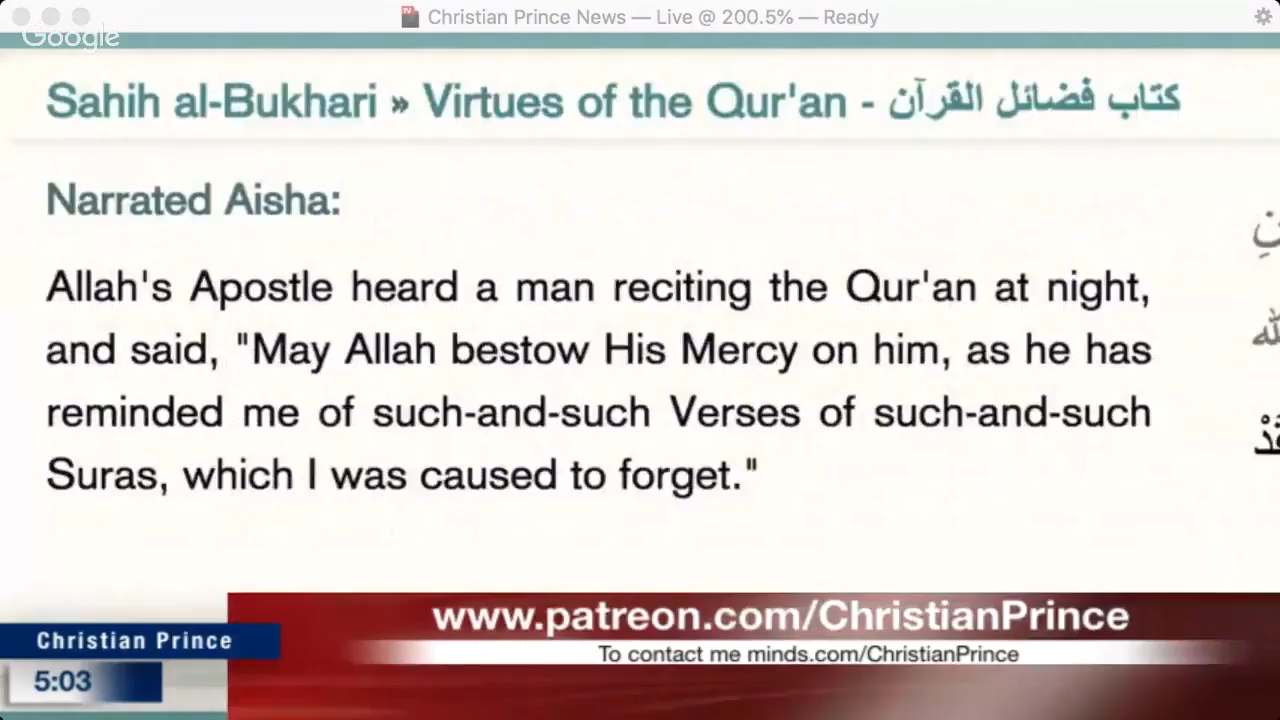 Christian Prince News — Live @ 200.5% — Ready
Google
Sahih al-Bukhari » Virtues of the Qur'an - كتاب فضائل القرآن
Narrated Aisha:
Allah's Apostle heard a man reciting the Qur'an at night,
and said, "May Allah bestow His Mercy on him, as he has
reminded me of such-and-such Verses of such-and-such
Suras, which I was caused to forget."
www.patreon.com/ChristianPrince
Christian Prince
To contact me minds.com/ChristianPrince
5:03